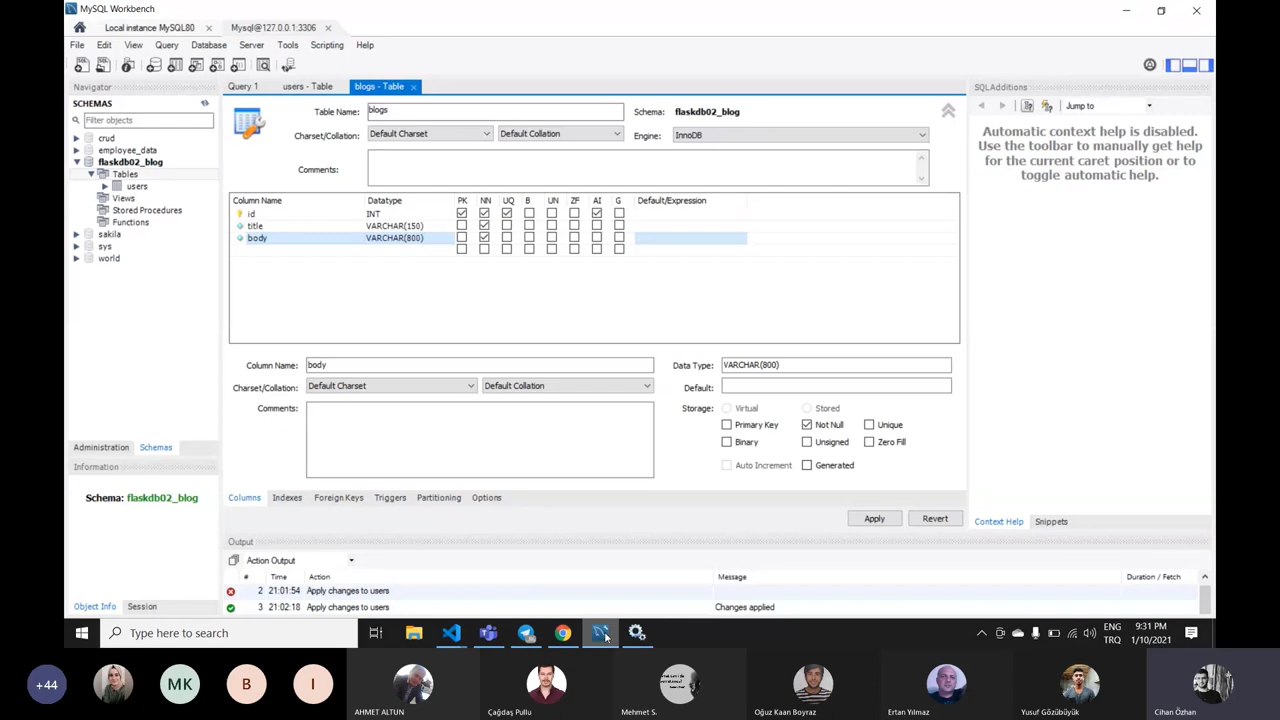 MySQL Workbench
Local instance MySQL80
Mysql@127.0.0.1:3306
File Edit View Query Database Server Tools Scripting Help
Navigator
SCHEMAS
Filter objects
crud
employee_data
flaskdb02_blog
Tables
users
Views
Stored Procedures
Functions
sakila
sys
world
Administration Schemas
Information
Schema: flaskdb02_blog
Object Info Session
Query 1 users - Table blogs - Table
Table Name: blogs Schema: flaskdb02_blog
Charset/Collation: Default Charset Default Collation Engine: InnoDB
Comments:
Column Name Datatype PK NN UQ B UN ZF AI G Default/Expression
id INT
title VARCHAR(150)
body VARCHAR(800)
Column Name: body Data Type: VARCHAR(800)
Charset/Collation: Default Charset Default Collation Default:
Comments: Storage: Virtual Stored
Primary Key Not Null Unique
Binary Unsigned Zero Fill
Auto Increment Generated
Columns Indexes Foreign Keys Triggers Partitioning Options
Apply Revert
Output
Action Output
# Time Action Message Duration / Fetch
2 21:01:54 Apply changes to users
3 21:02:18 Apply changes to users Changes applied
SQLAdditions
Jump to
Automatic context help is disabled.
Use the toolbar to manually get help
for the current caret position or to
toggle automatic help.
Context Help Snippets
Type here to search
ENG
TRQ
9:31 PM
1/10/2021
+44
MK
B
I
AHMET ALTUN
Çağdaş Pullu
Mehmet S.
Oğuz Kaan Boyraz
Ertan Yılmaz
Yusuf Gözübüyük
Cihan Özhan